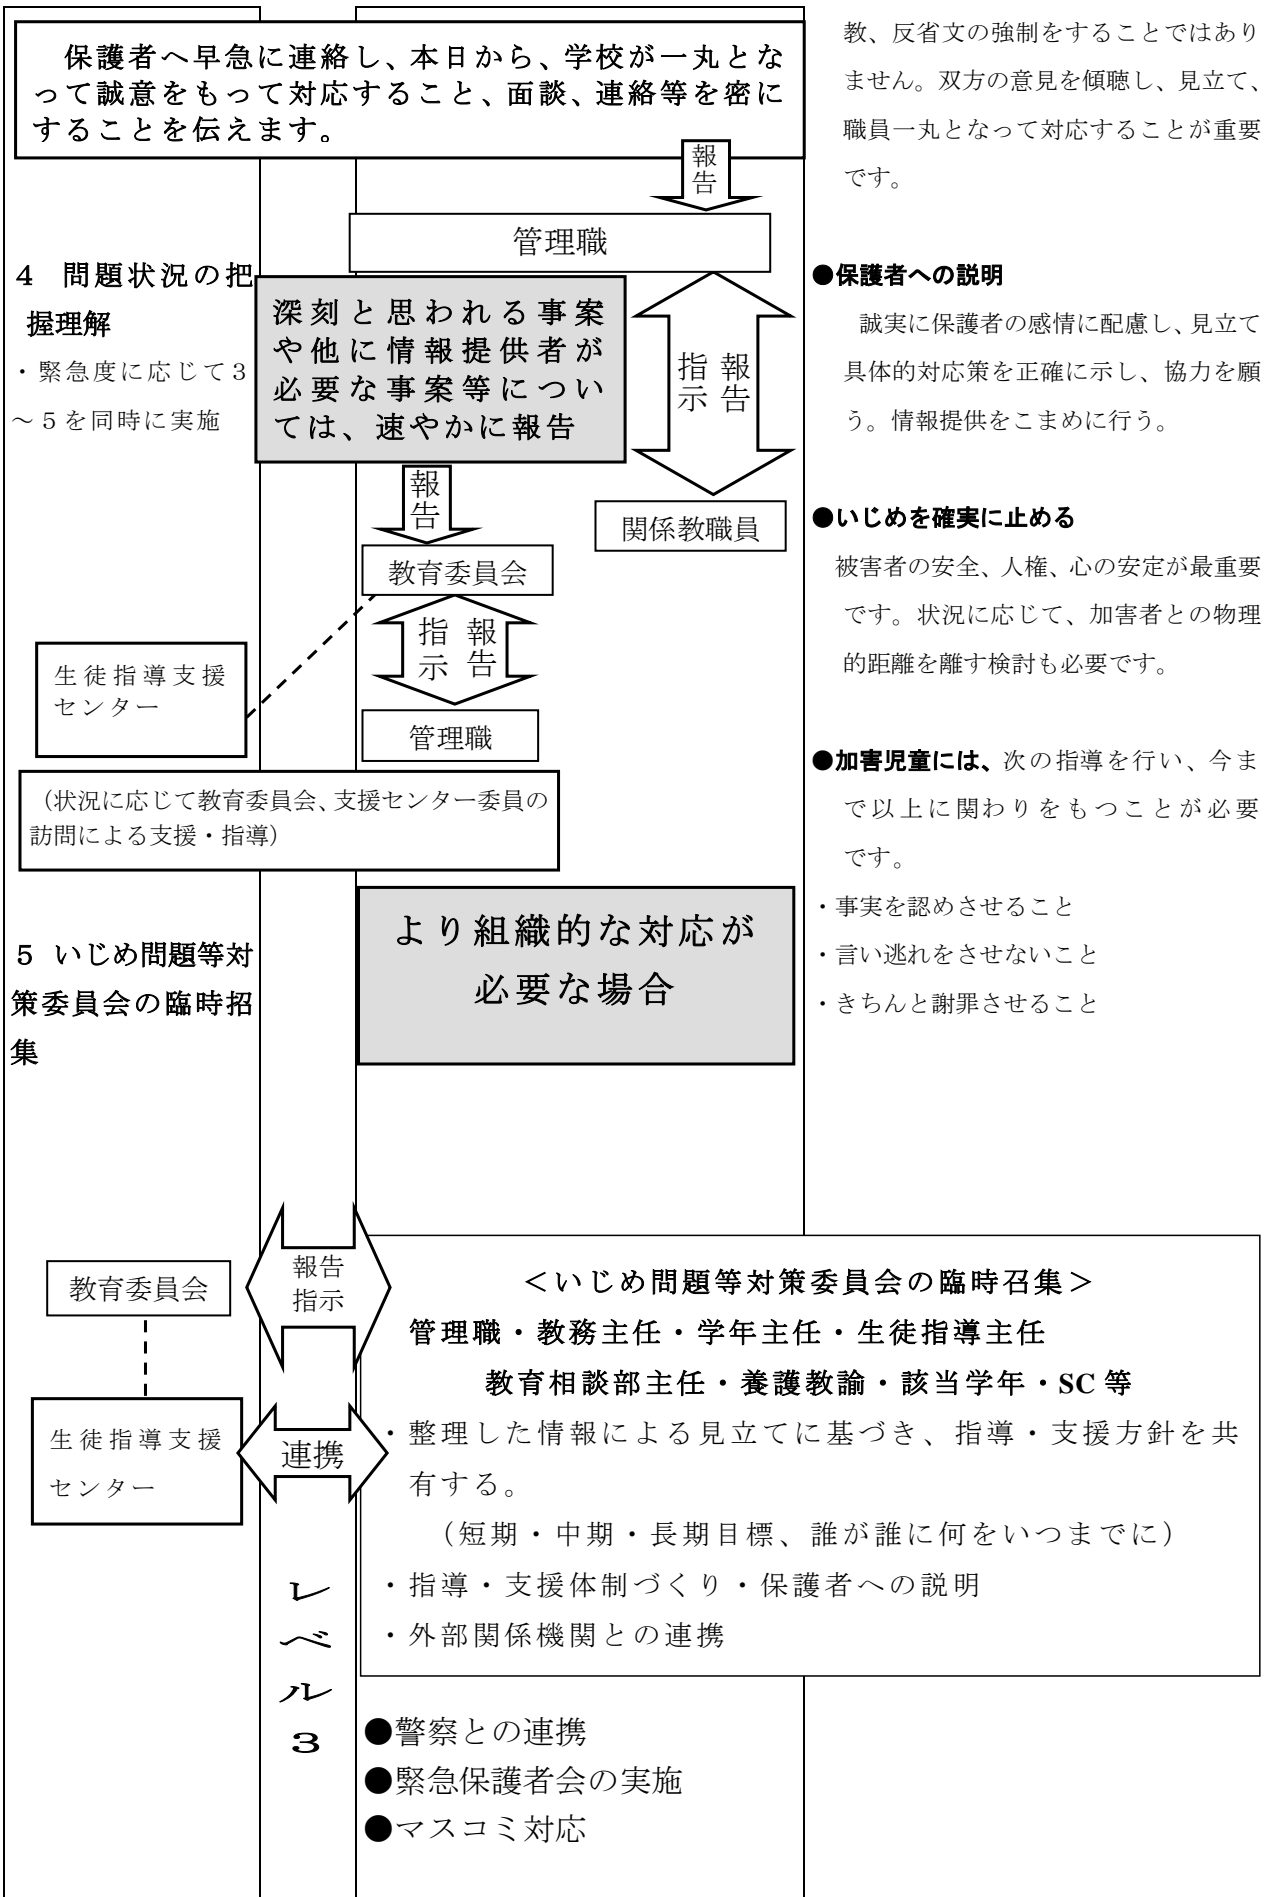 保護者へ早急に連絡し、本日から、学校が一丸とな
って誠意をもって対応すること、面談、連絡等を密に
することを伝えます。
報告
管理職
4 問題状況の把
握理解
・緊急度に応じて3
～5を同時に実施
深刻と思われる事案
や他に情報提供者が
必要な事案等につい
ては、速やかに報告
指示 報告
関係教職員
報告
教育委員会
指示 報告
管理職
生徒指導支援
センター
（状況に応じて教育委員会、支援センター委員の
訪問による支援・指導）
より組織的な対応が
必要な場合
5 いじめ問題等対
策委員会の臨時招
集
教、反省文の強制をすることではあり
ません。双方の意見を傾聴し、見立て、
職員一丸となって対応することが重要
です。
●保護者への説明
誠実に保護者の感情に配慮し、見立て
具体的対応策を正確に示し、協力を願
う。情報提供をこまめに行う。
●いじめを確実に止める
被害者の安全、人権、心の安定が最重要
です。状況に応じて、加害者との物理
的距離を離す検討も必要です。
●加害児童には、次の指導を行い、今ま
で以上に関わりをもつことが必要
です。
・事実を認めさせること
・言い逃れをさせないこと
・きちんと謝罪させること
教育委員会
報告
指示
生徒指導支援
センター
連携
＜いじめ問題等対策委員会の臨時召集＞
管理職・教務主任・学年主任・生徒指導主任
教育相談部主任・養護教諭・該当学年・SC等
・整理した情報による見立てに基づき、指導・支援方針を共
有する。
（短期・中期・長期目標、誰が誰に何をいつまでに）
・指導・支援体制づくり・保護者への説明
・外部関係機関との連携
レベル3
●警察との連携
●緊急保護者会の実施
●マスコミ対応